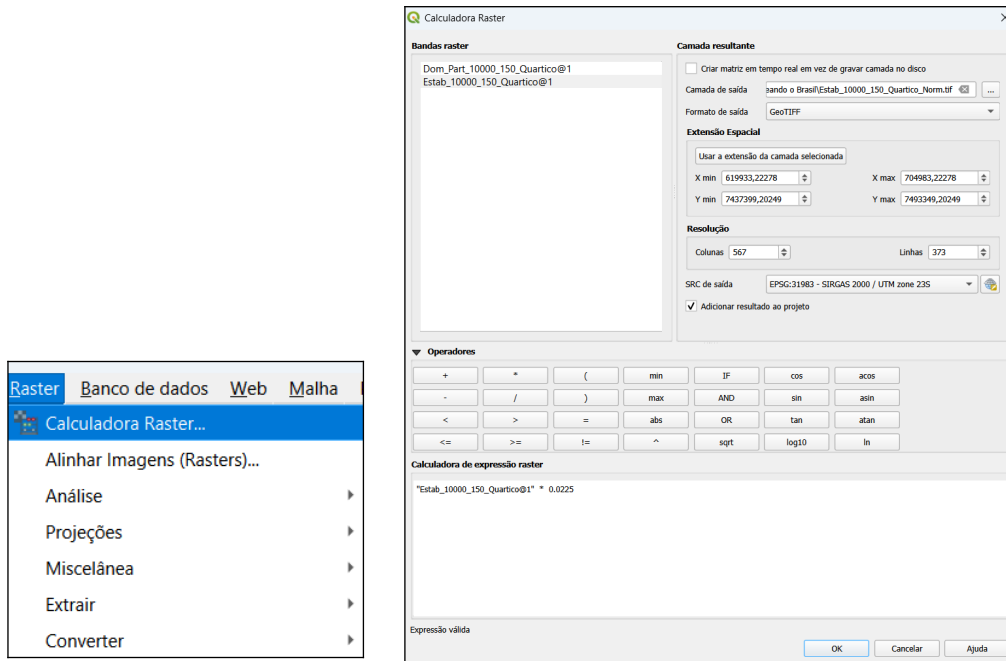 Raster Banco de dados Web Malha
Calculadora Raster...
Alinhar Imagens (Rasters)...
Análise
Projeções
Miscelânea
Extrair
Converter
Calculadora Raster
Bandas raster
Dom_Part_10000_150_Quartico@1
Estab_10000_150_Quartico@1
Camada resultante
Criar matriz em tempo real em vez de gravar camada no disco
Camada de saída eando o Brasil\Estab_10000_150_Quartico_Norm.tif ...
Formato de saída GeoTIFF
Extensão Espacial
Usar a extensão da camada selecionada
X min 619933,22278 X max 704983,22278
Y min 7437399,20249 Y max 7493349,20249
Resolução
Colunas 567 Linhas 373
SRC de saída EPSG:31983 - SIRGAS 2000 / UTM zone 23S
Adicionar resultado ao projeto
Operadores
+ * ( min IF cos acos
- / ) max AND sin asin
< > = abs OR tan atan
<= >= != ^ sqrt log10 ln
Calculadora de expressão raster
"Estab_10000_150_Quartico@1" * 0.0225
Expressão válida
OK Cancelar Ajuda